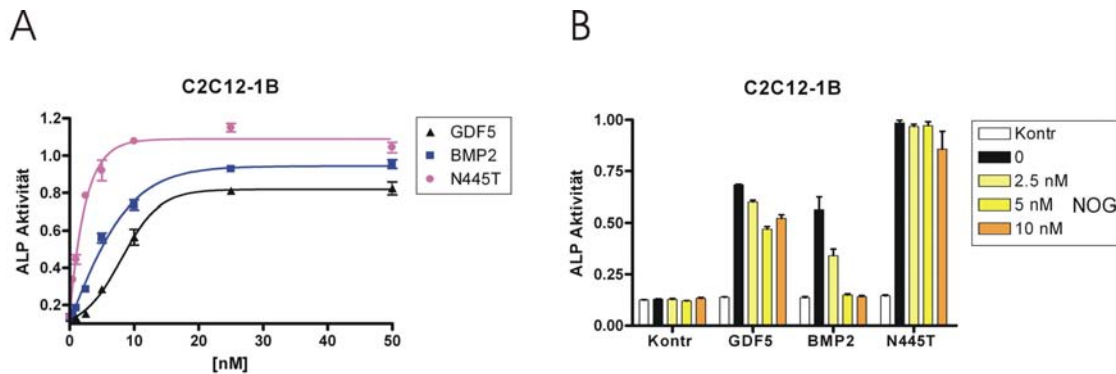 A
C2C12-1B
ALP Aktivität
1.2
1.0
0.8
0.6
0.4
0.2
0
10
20
30
40
50
[nM]
GDF5
BMP2
N445T
B
C2C12-1B
ALP Aktivität
1.00
0.75
0.50
0.25
0.00
Kontr
GDF5
BMP2
N445T
Kontr
0
2.5 nM
5 nM
10 nM
NOG